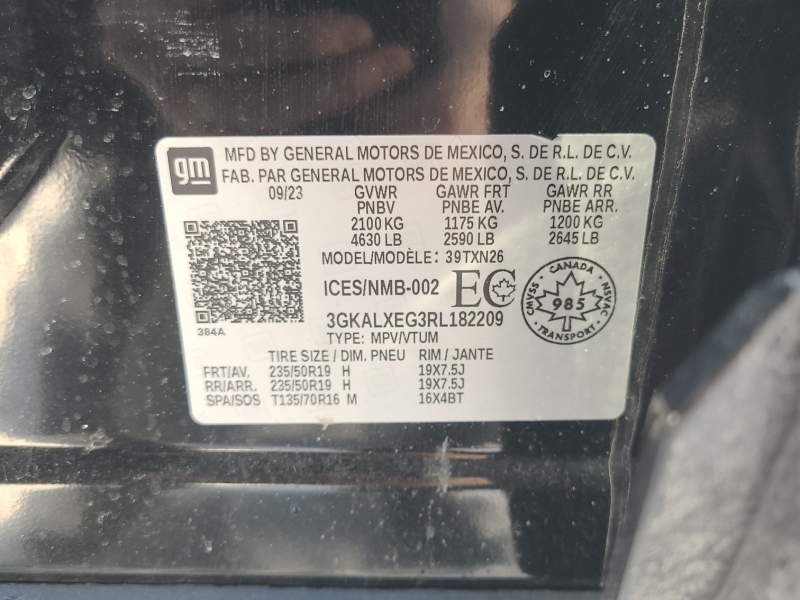 gm MFD BY GENERAL MOTORS DE MEXICO, S. DE R.L. DE C.V.
FAB. PAR GENERAL MOTORS DE MEXICO, S. DE R.L. DE C.V.
09/23 GVWR GAWR FRT GAWR RR
PNBV PNBE AV. PNBE ARR.
2100 KG 1175 KG 1200 KG
4630 LB 2590 LB 2645 LB
MODEL/MODÈLE: 39TXN26
ICES/NMB-002 EC
CANADA
CMVSS 985 NSVAC
TRANSPORT
384A
3GKALXEG3RL182209
TYPE: MPV/VTUM
TIRE SIZE / DIM. PNEU RIM / JANTE
FRT/AV. 235/50R19 H 19X7.5J
RR/ARR. 235/50R19 H 19X7.5J
SPA/SOS T135/70R16 M 16X4BT